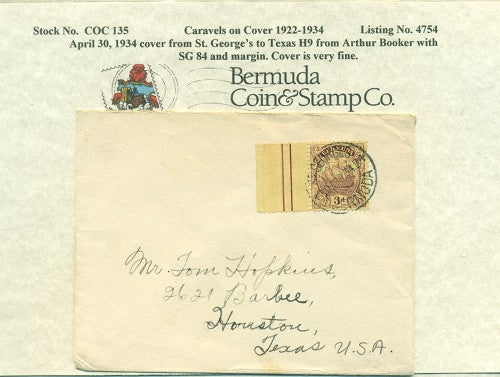 Stock No. COC 135 Caravels on Cover 1922-1934 Listing No. 4754
April 30, 1934 cover from St. George's to Texas H9 from Arthur Booker with
SG 84 and margin. Cover is very fine.
Bermuda
Coin&Stamp Co.
3d
Mr. Tom Hopkins,
2621 Barbee,
Houston,
Texas U.S.A.